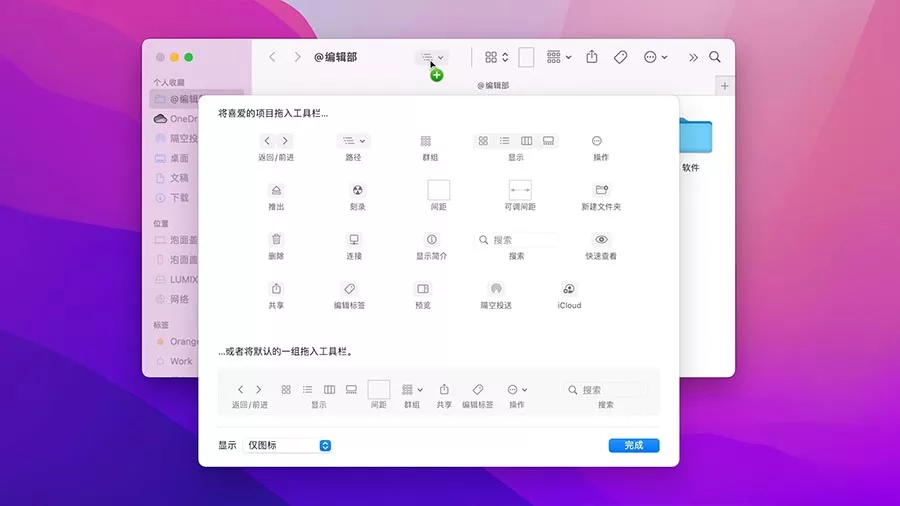 @编辑部
@编辑部
个人收藏
@编辑
OneDr
隔空投
桌面
文稿
下载
位置
泡面盖
泡面盖
LUMIX
网络
标签
Orange
Work
软件
将喜爱的项目拖入工具栏...
返回/前进 路径 群组 显示 操作
推出 刻录 间距 可调间距 新建文件夹
搜索
删除 连接 显示简介 搜索 快速查看
共享 编辑标签 预览 隔空投送 iCloud
...或者将默认的一组拖入工具栏。
搜索
返回/前进 显示 间距 群组 共享 编辑标签 操作 搜索
显示 仅图标 完成